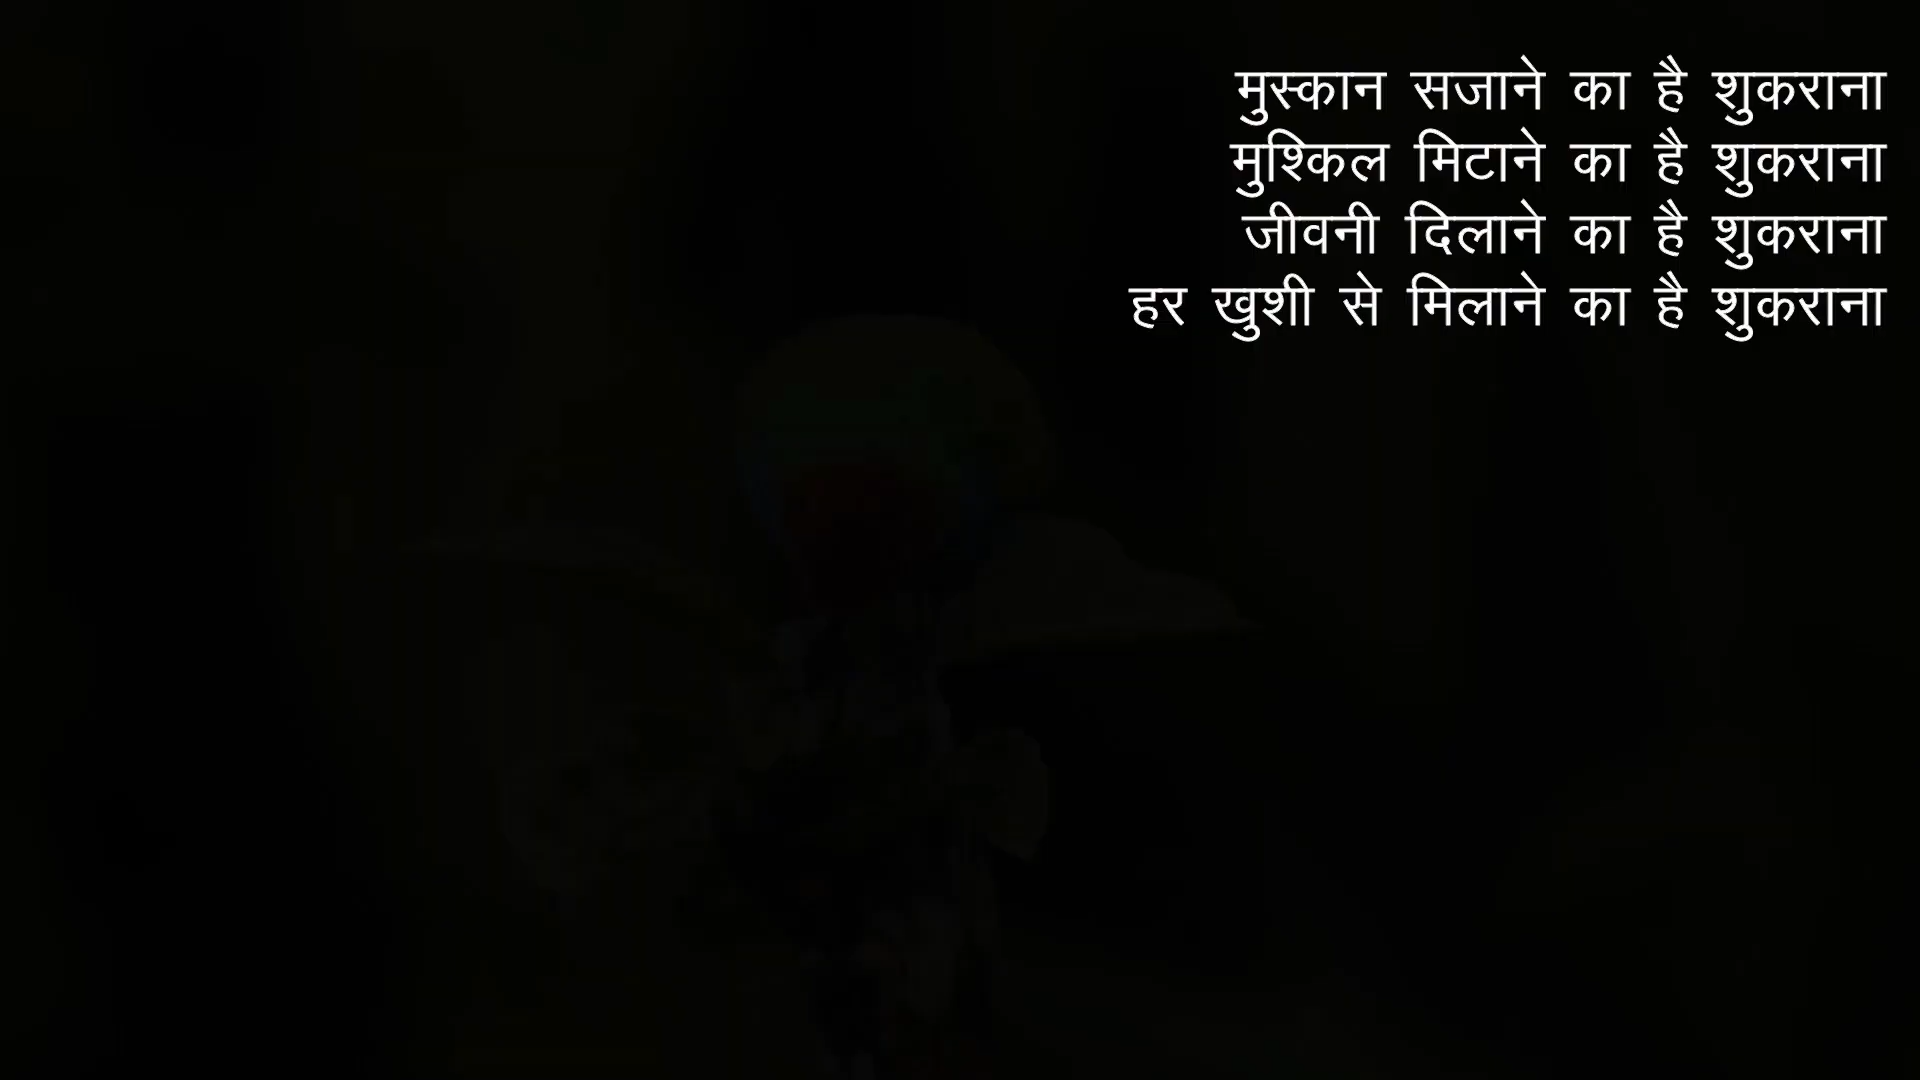 मुस्कान सजाने का है शुकराना
मुश्किल मिटाने का है शुकराना
जीवनी दिलाने का है शुकराना
हर खुशी से मिलाने का है शुकराना